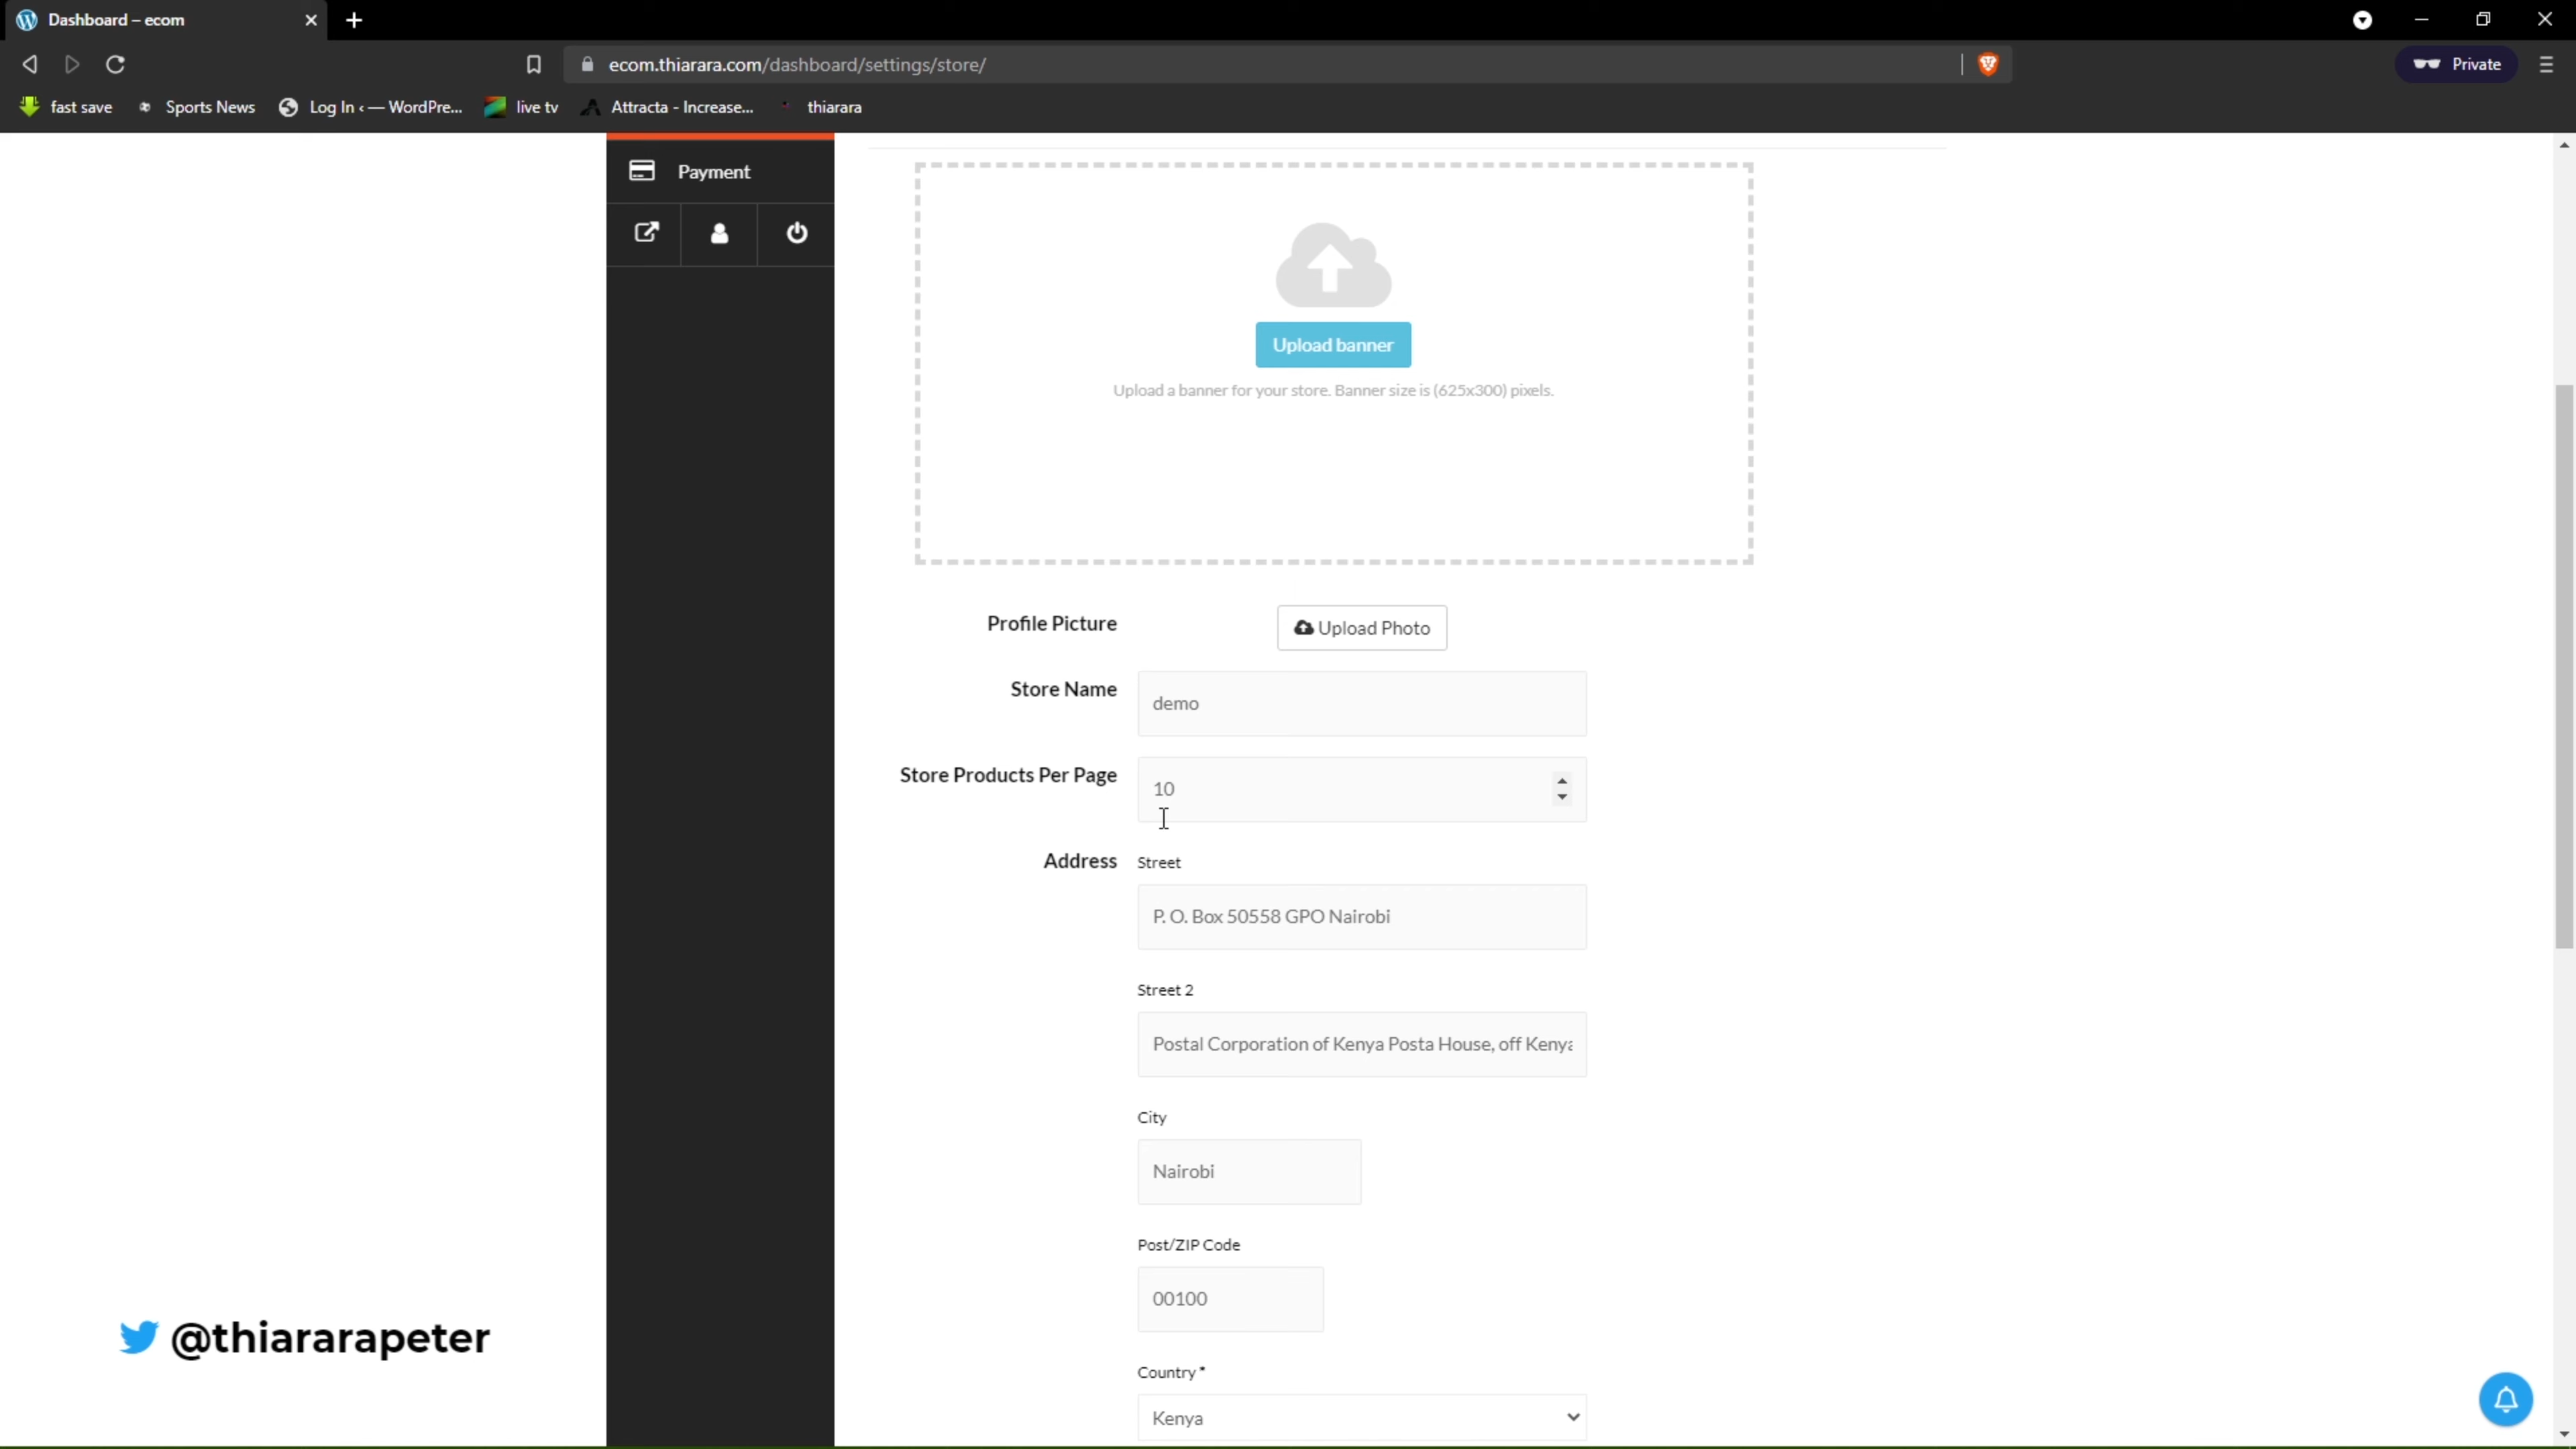 Dashboard – ecom
ecom.thiarara.com/dashboard/settings/store/
Private
fast save
Sports News
Log In ‹ — WordPre...
live tv
Attracta - Increase...
thiarara
Payment
Upload banner
Upload a banner for your store. Banner size is (625x300) pixels.
Profile Picture
Upload Photo
Store Name
demo
Store Products Per Page
10
Address
Street
P. O. Box 50558 GPO Nairobi
Street 2
Postal Corporation of Kenya Posta House, off Kenya
City
Nairobi
Post/ZIP Code
00100
Country *
Kenya
@thiararapeter